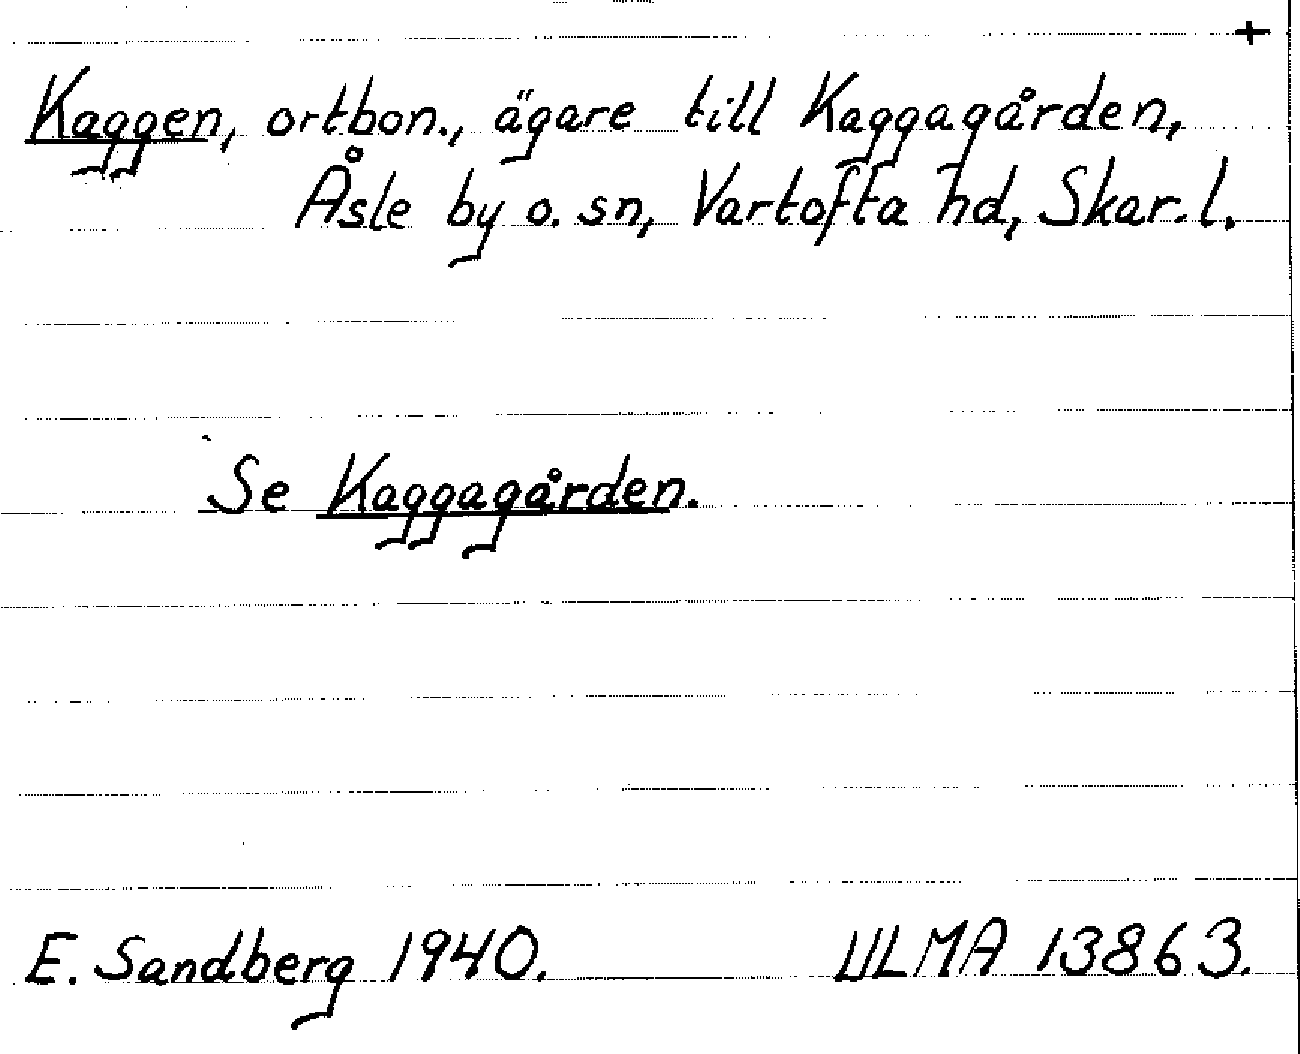 +
Kaggen, ortbon., ägare till Kaggagården,
Åsle by o. sn, Vartofta hd, Skar. l.
Se Kaggagården.
E. Sandberg 1940. ULMA 13863.